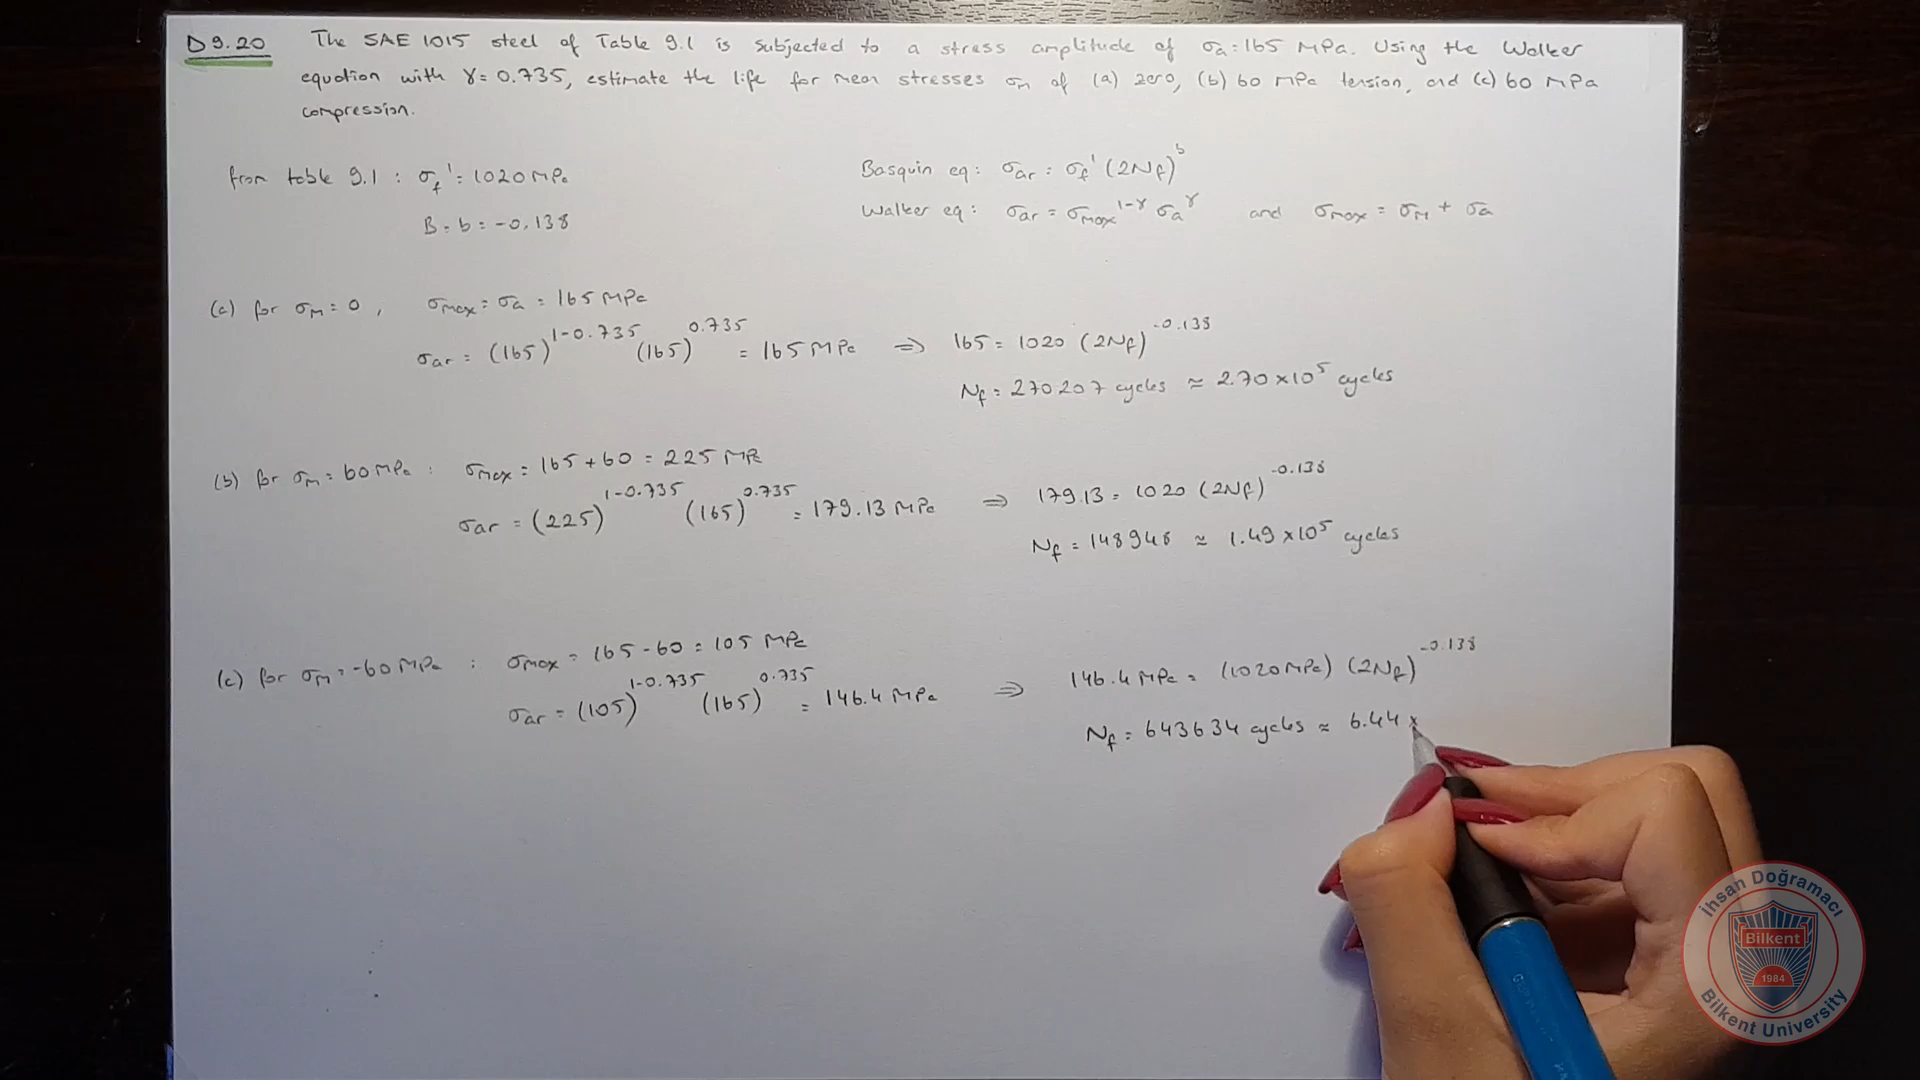 D 9.20 The SAE 1015 steel of Table 9.1 is subjected to a stress amplitude of σa = 165 MPa. Using the Walker
equation with γ = 0.735, estimate the life for mean stresses σm of (a) zero, (b) 60 MPa tension, and (c) 60 MPa
compression.
from table 9.1 : σf' = 1020 MPa
B = b = -0.138
Basquin eq: σar = σf' (2Nf)^b
Walker eq: σar = σmax^1-γ σa^γ and σmax = σM + σa
(a) for σM = 0 , σmax = σa = 165 MPa
σar = (165)^1-0.735 (165)^0.735 = 165 MPa ⇒ 165 = 1020 (2Nf)^-0.138
Nf = 270207 cycles ≈ 2.70 x10^5 cycles
(b) for σM = 60 MPa : σmax = 165 + 60 = 225 MPa
σar = (225)^1-0.735 (165)^0.735 = 179.13 MPa ⇒ 179.13 = 1020 (2Nf)^-0.138
Nf = 148948 ≈ 1.49 x10^5 cycles
(c) for σM = -60 MPa : σmax = 165 - 60 = 105 MPa
σar = (105)^1-0.735 (165)^0.735 = 146.4 MPa ⇒ 146.4 MPa = (1020 MPa) (2Nf)^-0.138
Nf = 643634 cycles ≈ 6.44 x
İhsan Doğramacı
Bilkent
1984
Bilkent University